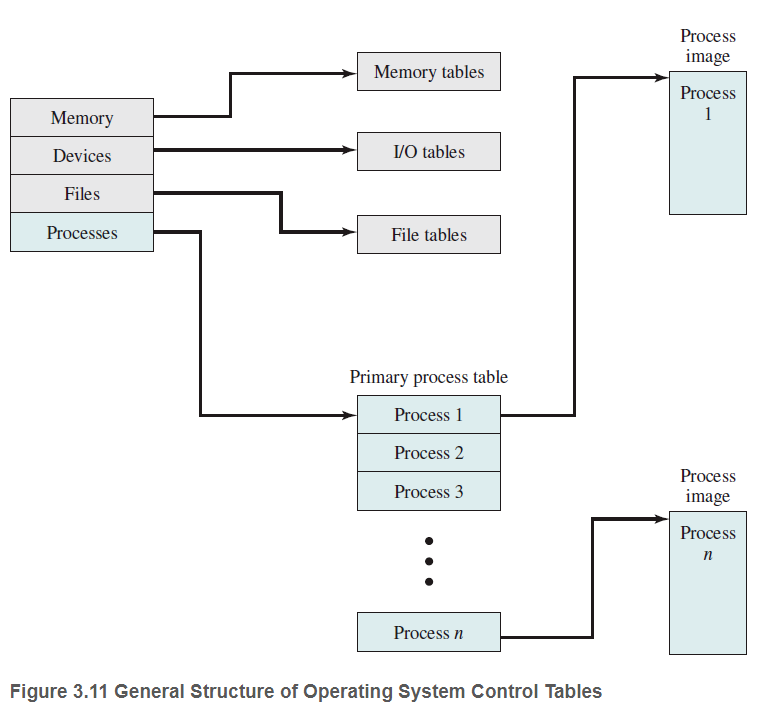 Process
image
Memory tables
Process
1
Memory
Devices
I/O tables
Files
Processes
File tables
Primary process table
Process 1
Process 2
Process 3
Process
image
Process
n
Process n
Figure 3.11 General Structure of Operating System Control Tables